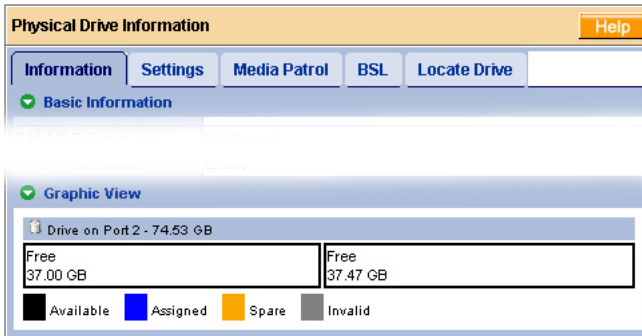 Physical Drive Information
Help
Information Settings Media Patrol BSL Locate Drive
Basic Information
Graphic View
Drive on Port 2 - 74.53 GB
Free Free
37.00 GB 37.47 GB
Available Assigned Spare Invalid